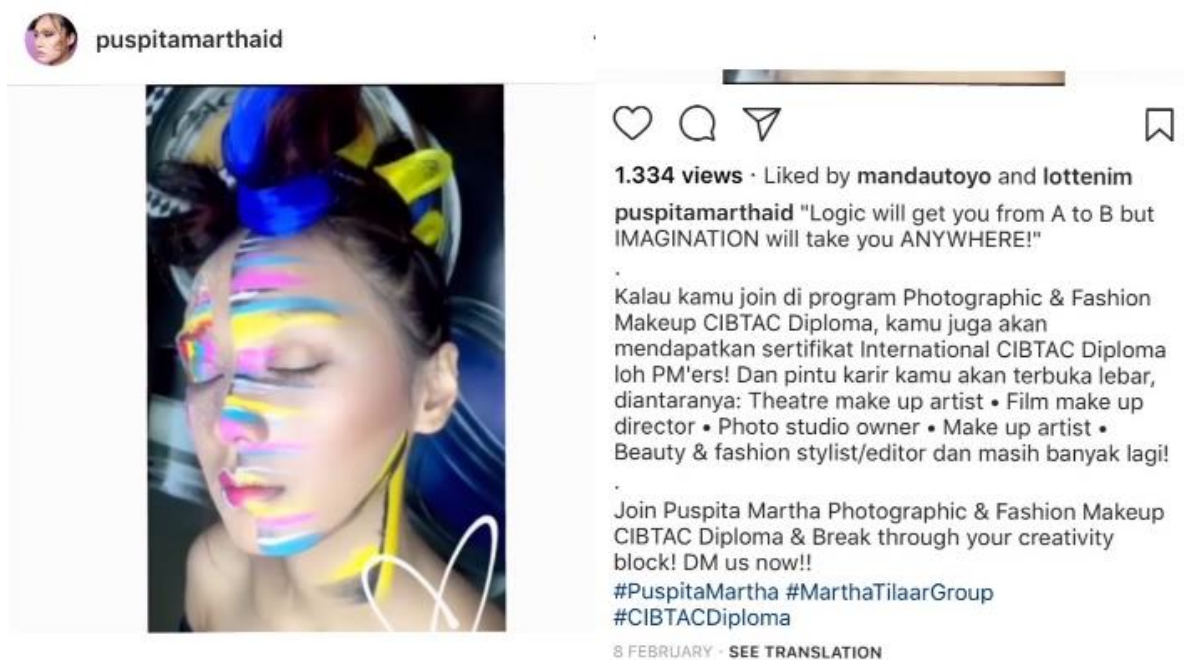 puspitamarthaid
1.334 views · Liked by mandautoyo and lottenim
puspitamarthaid "Logic will get you from A to B but
IMAGINATION will take you ANYWHERE!"
.
Kalau kamu join di program Photographic & Fashion
Makeup CIBTAC Diploma, kamu juga akan
mendapatkan sertifikat International CIBTAC Diploma
loh PM'ers! Dan pintu karir kamu akan terbuka lebar,
diantaranya: Theatre make up artist • Film make up
director • Photo studio owner • Make up artist •
Beauty & fashion stylist/editor dan masih banyak lagi!
.
Join Puspita Martha Photographic & Fashion Makeup
CIBTAC Diploma & Break through your creativity
block! DM us now!!
#PuspitaMartha #MarthaTilaarGroup
#CIBTACDiploma
8 FEBRUARY · SEE TRANSLATION